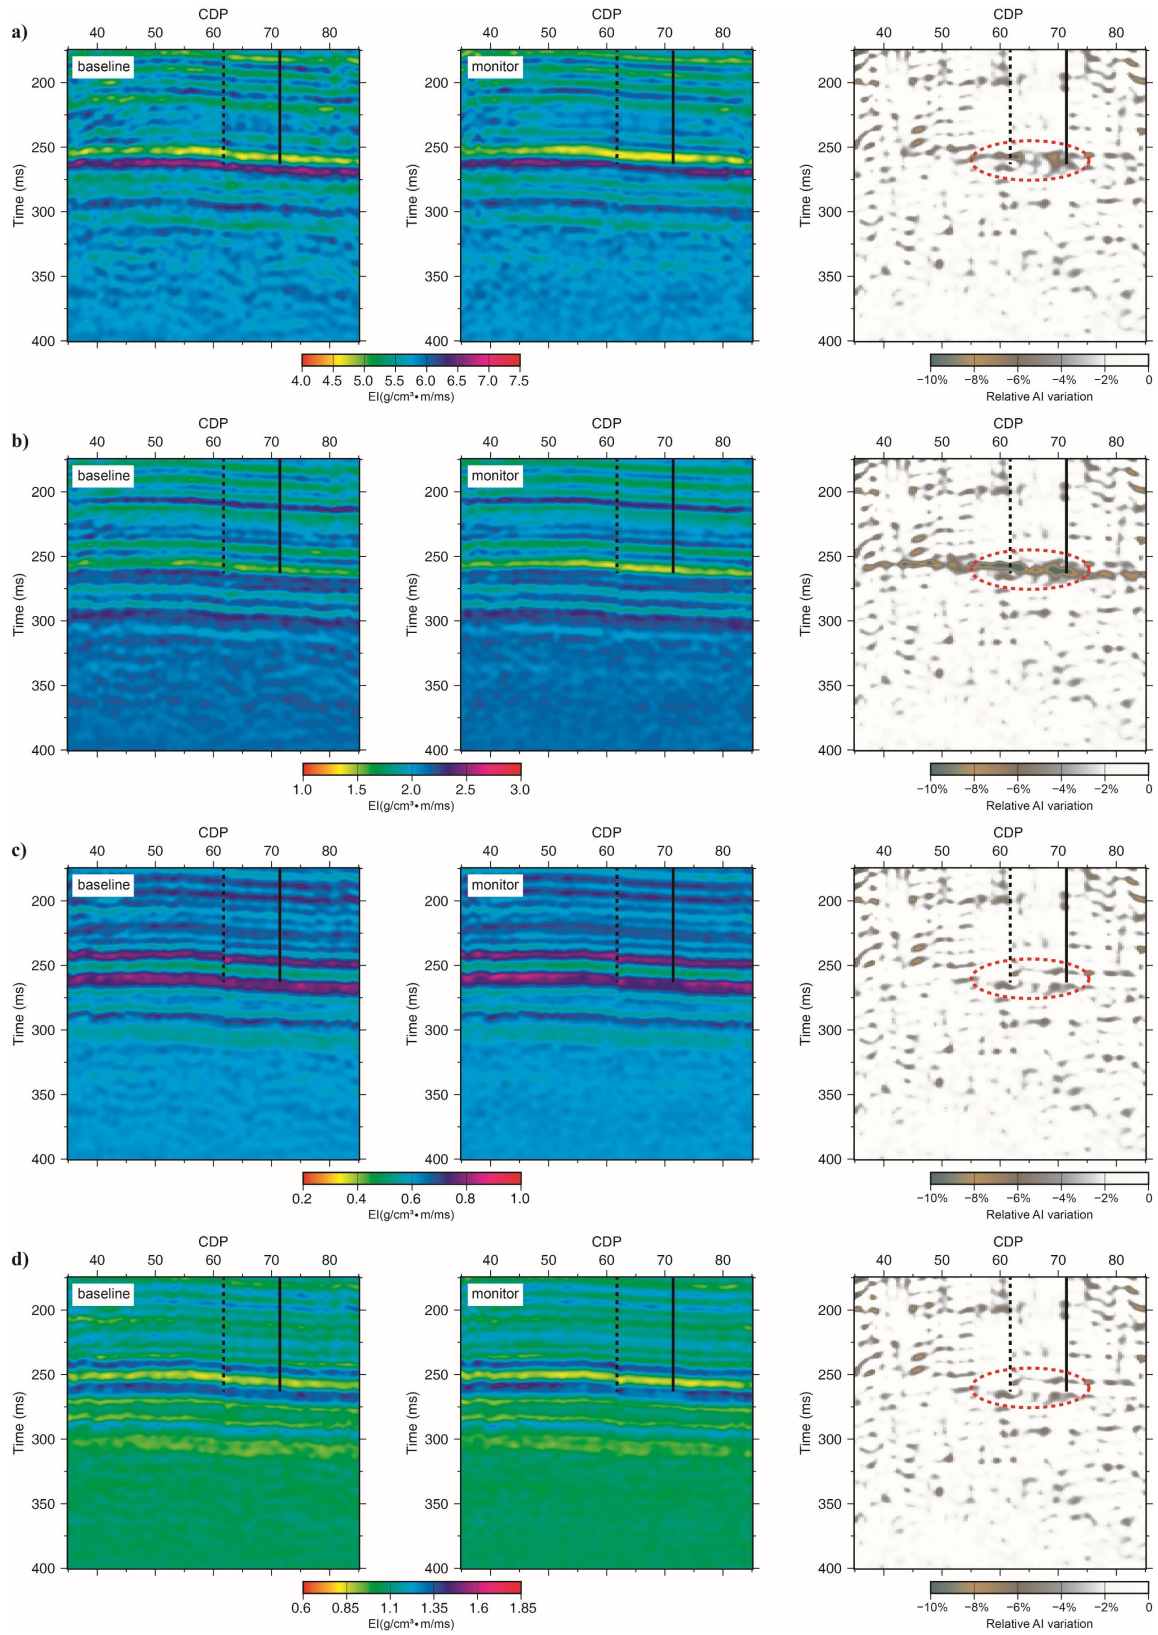 CDP CDP CDP
a) 40 50 60 70 80 40 50 60 70 80 40 50 60 70 80
baseline monitor
200 200 200
250 250 250
Time (ms) Time (ms) Time (ms)
300 300 300
350 350 350
400 400 400
4.0 4.5 5.0 5.5 6.0 6.5 7.0 7.5 −10% −8% −6% −4% −2% 0
EI(g/cm³•m/ms) Relative AI variation
CDP CDP CDP
b) 40 50 60 70 80 40 50 60 70 80 40 50 60 70 80
baseline monitor
200 200 200
250 250 250
Time (ms) Time (ms) Time (ms)
300 300 300
350 350 350
400 400 400
1.0 1.5 2.0 2.5 3.0 −10% −8% −6% −4% −2% 0
EI(g/cm³•m/ms) Relative AI variation
CDP CDP CDP
c) 40 50 60 70 80 40 50 60 70 80 40 50 60 70 80
baseline monitor
200 200 200
250 250 250
Time (ms) Time (ms) Time (ms)
300 300 300
350 350 350
400 400 400
0.2 0.4 0.6 0.8 1.0 −10% −8% −6% −4% −2% 0
EI(g/cm³•m/ms) Relative AI variation
CDP CDP CDP
d) 40 50 60 70 80 40 50 60 70 80 40 50 60 70 80
baseline monitor
200 200 200
250 250 250
Time (ms) Time (ms) Time (ms)
300 300 300
350 350 350
400 400 400
0.6 0.85 1.1 1.35 1.6 1.85 −10% −8% −6% −4% −2% 0
EI(g/cm³•m/ms) Relative AI variation